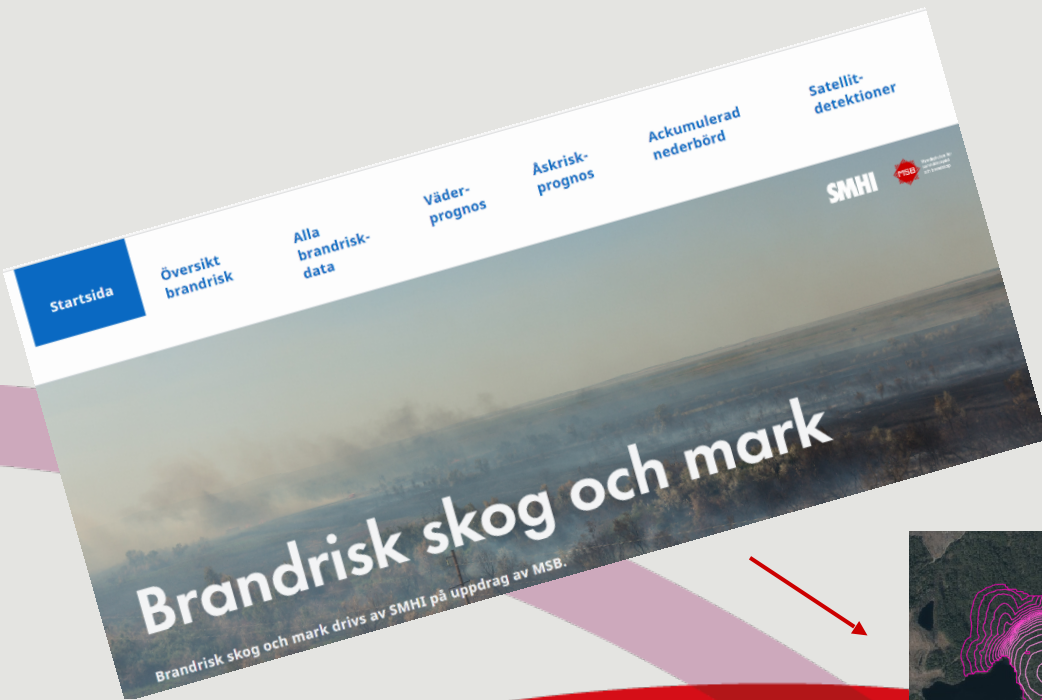 Startsida
Översikt
brandrisk
Alla
brandrisk-
data
Väder-
prognos
Åskrisk-
prognos
Ackumulerad
nederbörd
Satellit-
detektioner
SMHI
MSB
Brandrisk skog och mark
Brandrisk skog och mark drivs av SMHI på uppdrag av MSB.